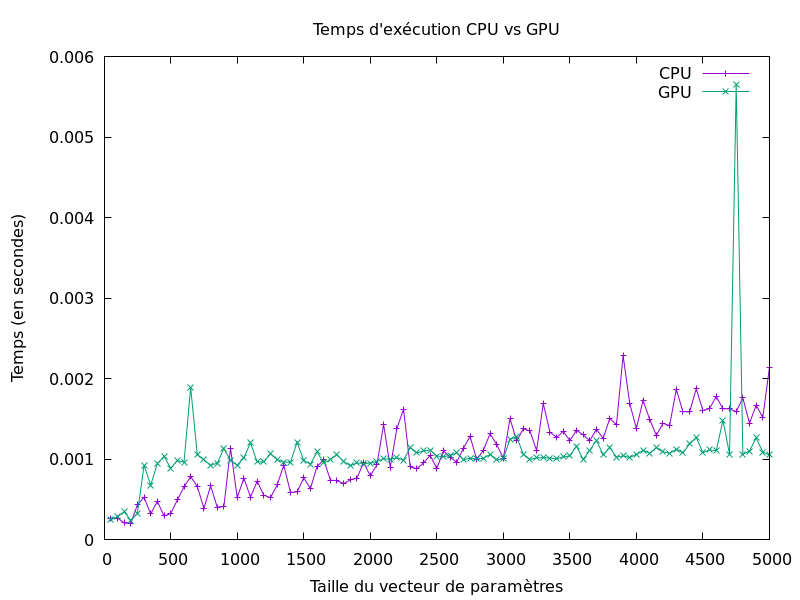 Temps d'exécution CPU vs GPU
0.006
0.005
0.004
0.003
0.002
0.001
0
Temps (en secondes)
CPU
GPU
0 500 1000 1500 2000 2500 3000 3500 4000 4500 5000
Taille du vecteur de paramètres